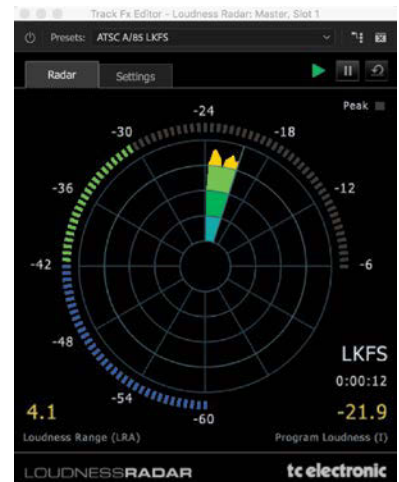 Track Fx Editor - Loudness Radar: Master, Slot 1
Presets: ATSC A/85 LKFS
Radar Settings
Peak
-24
-30 -18
-36 -12
-42 -6
-48
LKFS
0:00:12
-54
4.1 -60 -21.9
Loudness Range (LRA) Program Loudness (I)
LOUDNESSRADAR tc electronic